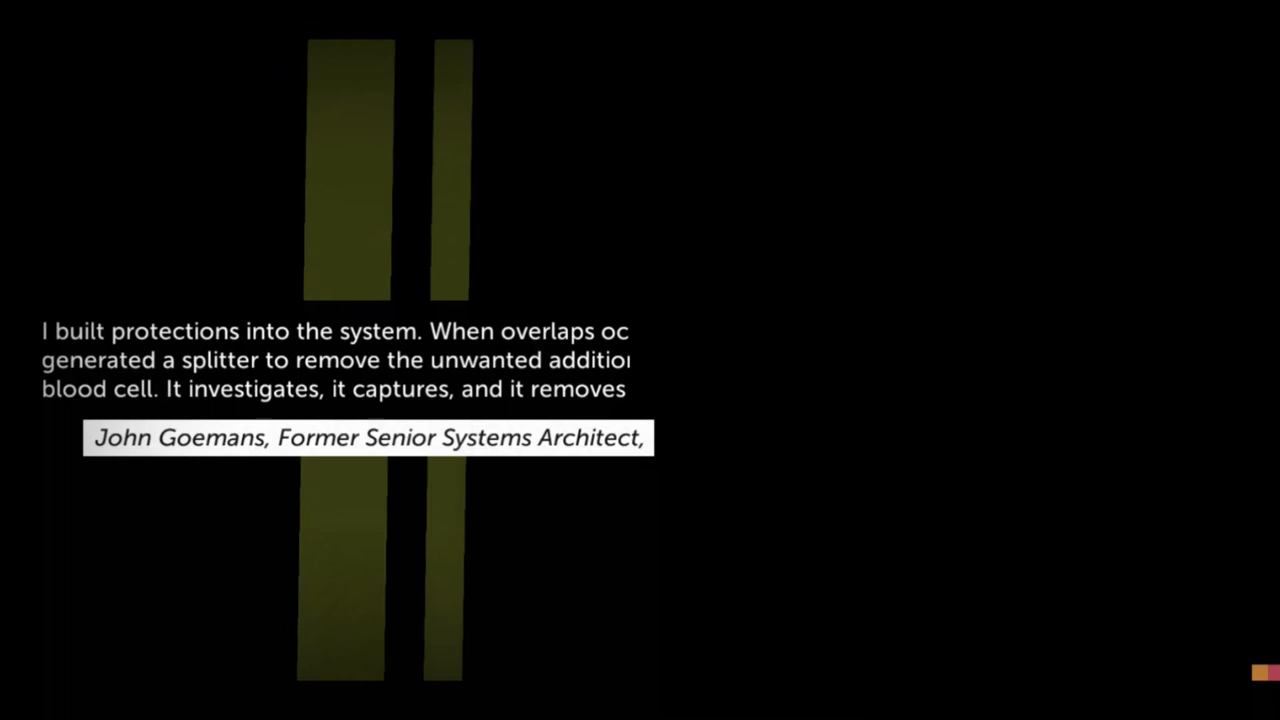 I built protections into the system. When overlaps oc
generated a splitter to remove the unwanted additio
blood cell. It investigates, it captures, and it removes
John Goemans, Former Senior Systems Architect,